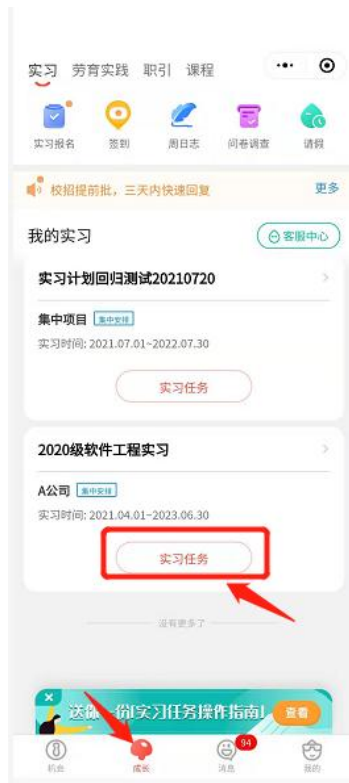 实习 劳育实践 职引 课程
实习报名 签到 周日志 问卷调查 请假
校招提前批，三天内快速回复 更多
我的实习 客服中心
实习计划回归测试20210720
集中项目 集中安排
实习时间: 2021.07.01~2022.07.30
实习任务
2020级软件工程实习
A公司 集中安排
实习时间: 2021.04.01~2023.06.30
实习任务
没有更多了
送你一份!实习任务操作指南! 查看
94
机会 成长 消息 我的